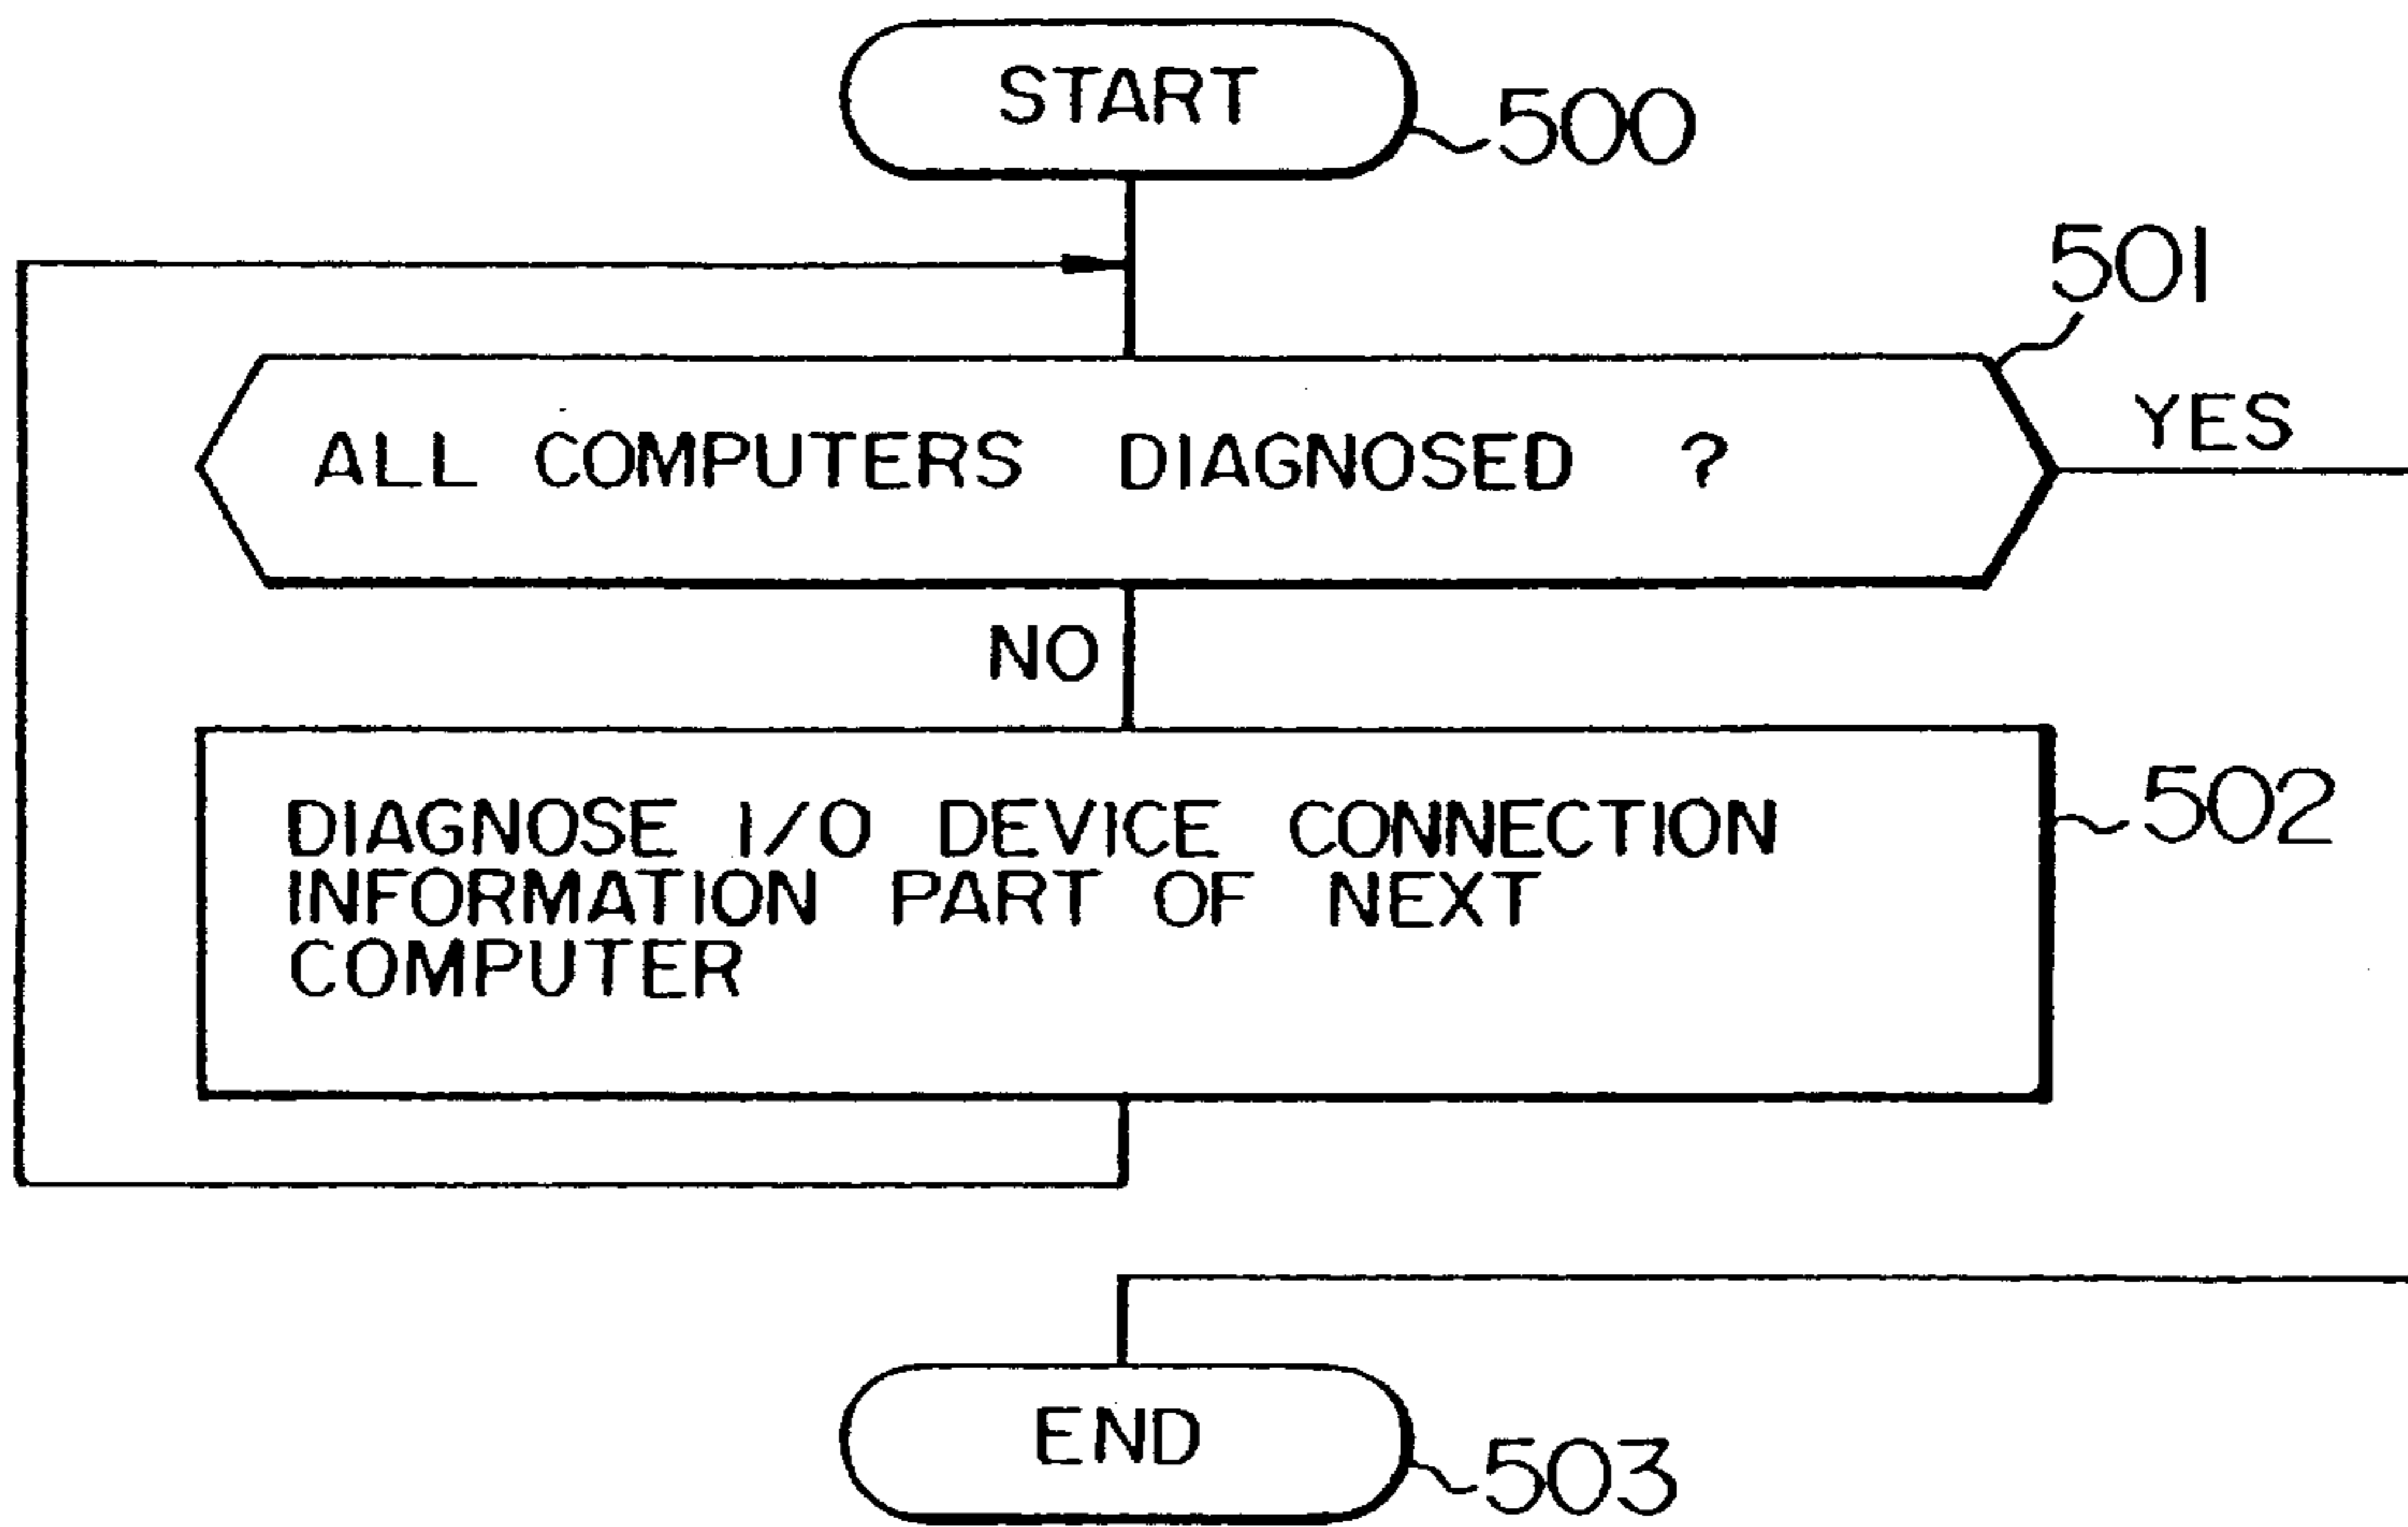 START
500
501
ALL COMPUTERS DIAGNOSED ?
YES
NO
DIAGNOSE I/O DEVICE CONNECTION
INFORMATION PART OF NEXT
COMPUTER
502
END
503